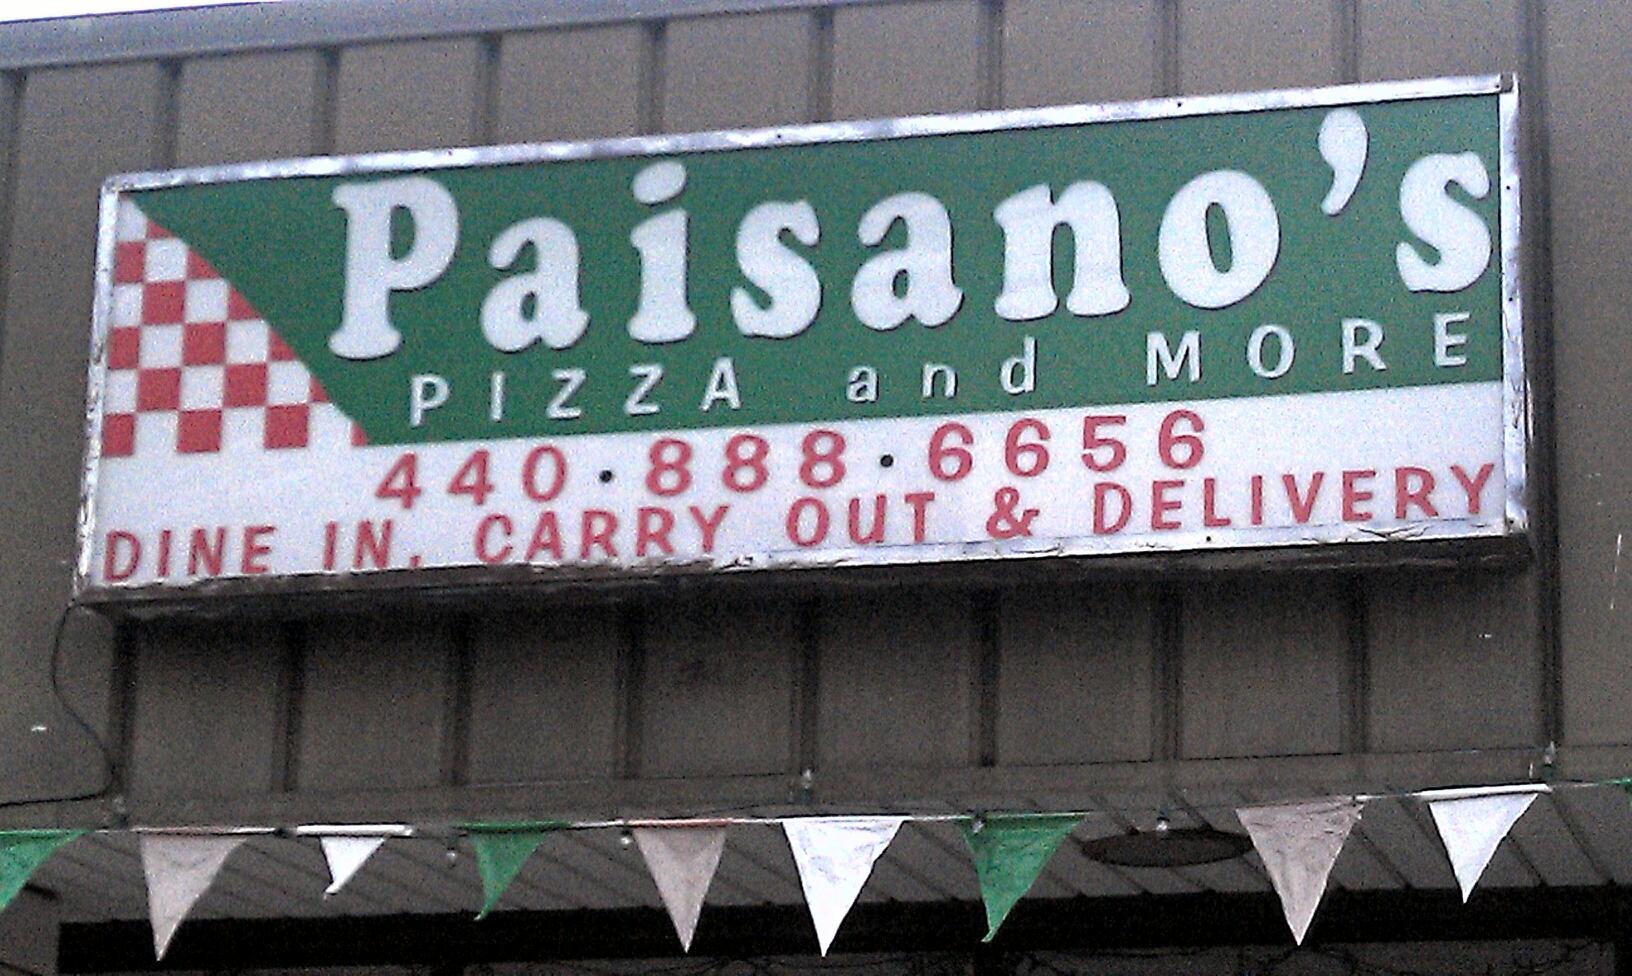 Paisano's
PIZZA and MORE
440•888•6656
DINE IN, CARRY OUT & DELIVERY